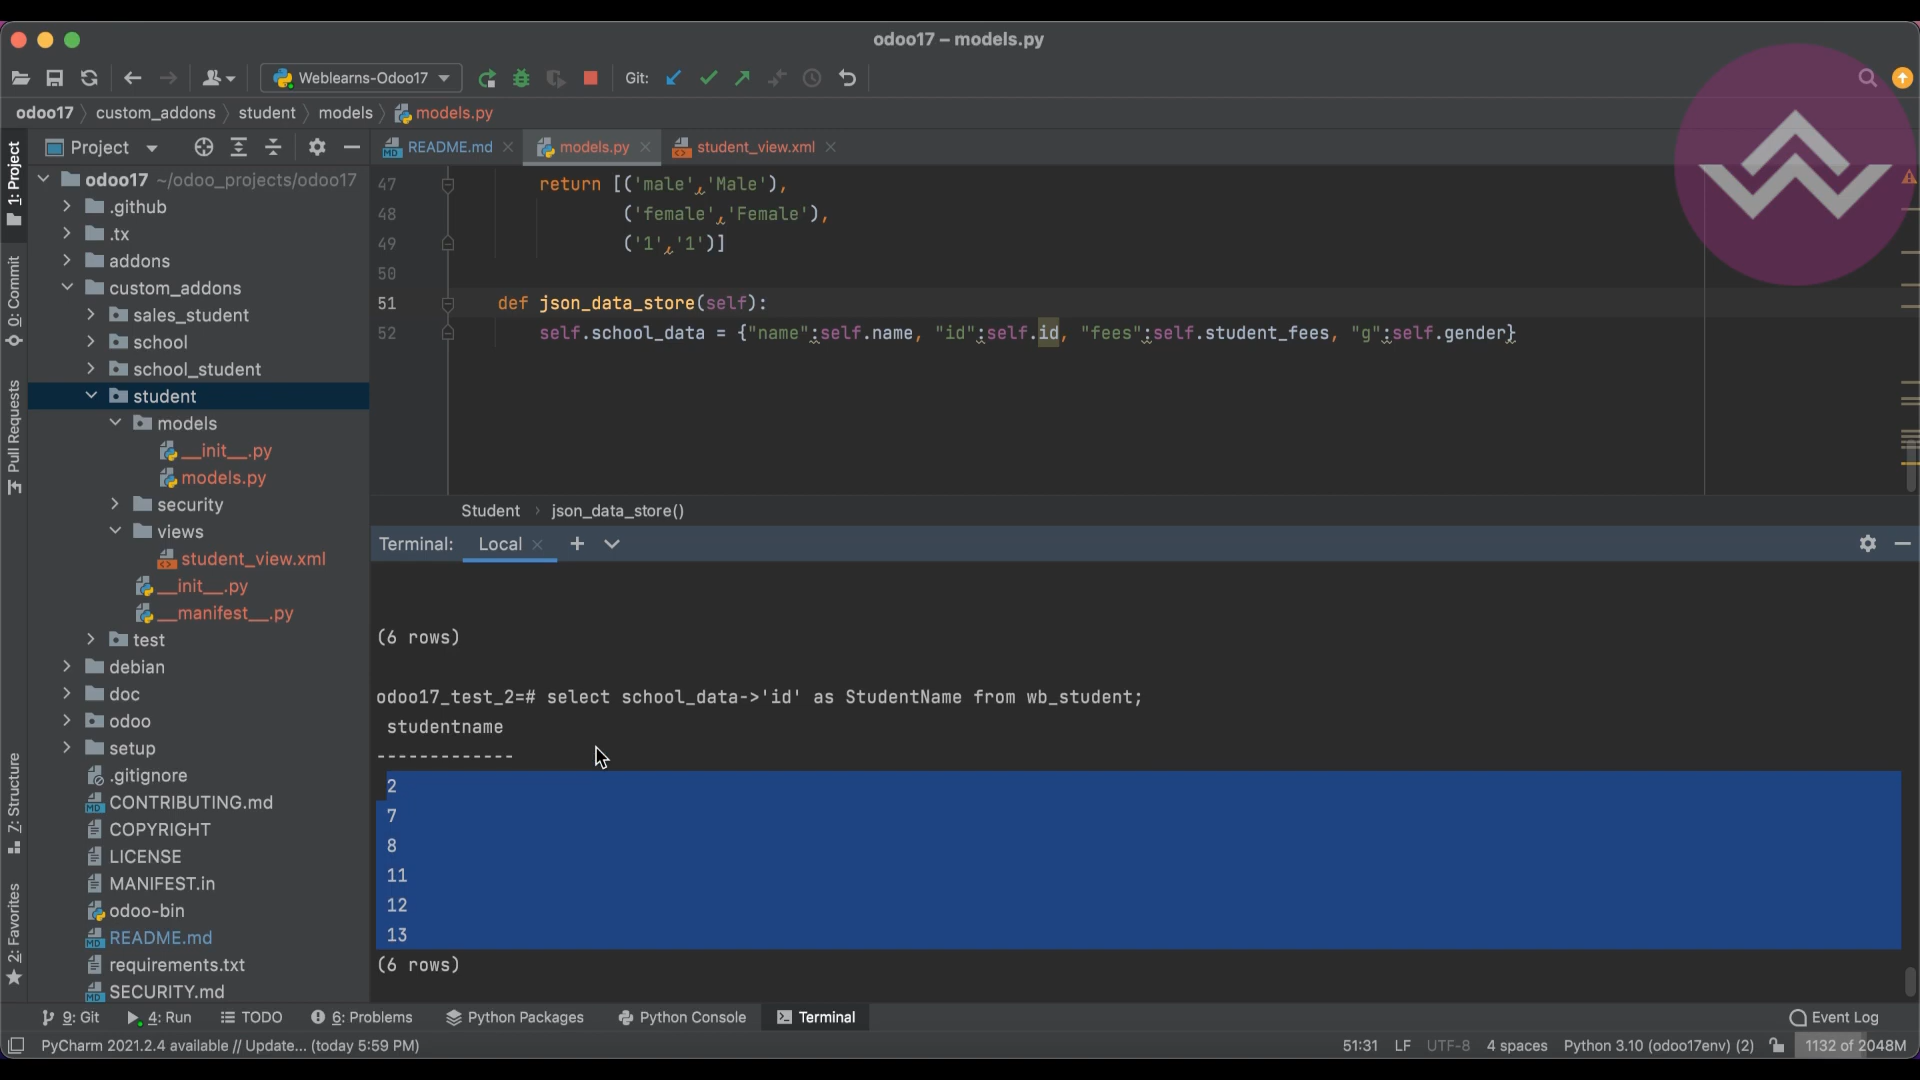 odoo17 – models.py
Weblearns-Odoo17
Git:
odoo17 custom_addons student models models.py
1: Project
0: Commit
Pull Requests
7: Structure
2: Favorites
Project
odoo17 ~/odoo_projects/odoo17
.github
.tx
addons
custom_addons
sales_student
school
school_student
student
models
__init__.py
models.py
security
views
student_view.xml
__init__.py
__manifest__.py
test
debian
doc
odoo
setup
.gitignore
CONTRIBUTING.md
COPYRIGHT
LICENSE
MANIFEST.in
odoo-bin
README.md
requirements.txt
SECURITY.md
README.md models.py student_view.xml
47 return [('male','Male'),
48 ('female','Female'),
49 ('1','1')]
50
51 def json_data_store(self):
52 self.school_data = {"name":self.name, "id":self.id, "fees":self.student_fees, "g":self.gender}
Student json_data_store()
Terminal: Local
(6 rows)
odoo17_test_2=# select school_data->'id' as StudentName from wb_student;
studentname
-------------
2
7
8
11
12
13
(6 rows)
9: Git 4: Run TODO 6: Problems Python Packages Python Console Terminal Event Log
PyCharm 2021.2.4 available // Update... (today 5:59 PM) 51:31 LF UTF-8 4 spaces Python 3.10 (odoo17env) (2) 1132 of 2048M